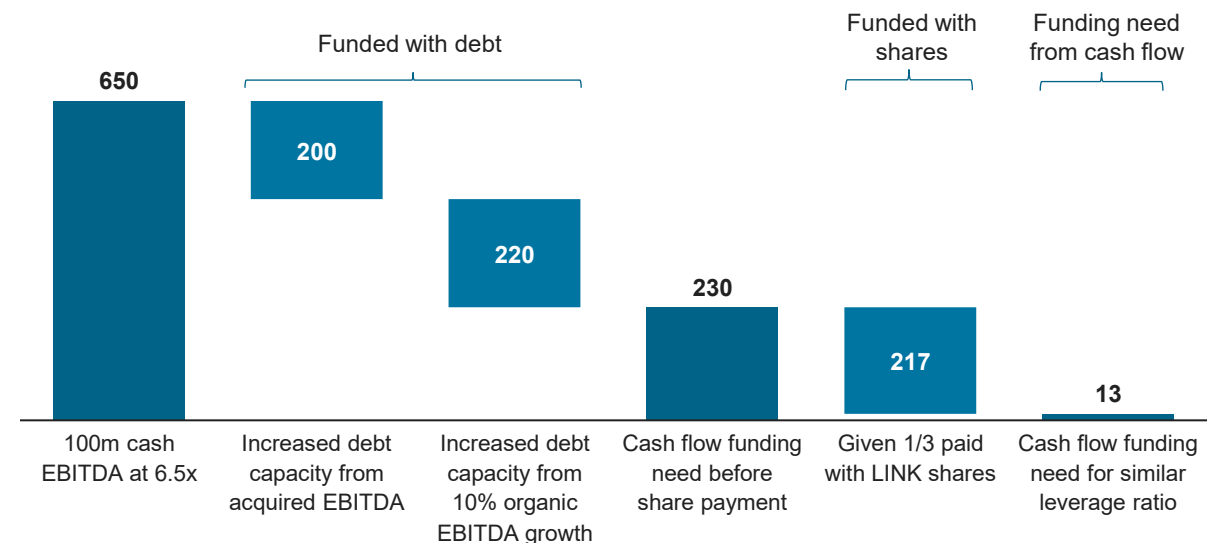 Funded with debt
Funded with
shares
Funding need
from cash flow
650
200
220
230
217
13
100m cash
EBITDA at 6.5x
Increased debt
capacity from
acquired EBITDA
Increased debt
capacity from
10% organic
EBITDA growth
Cash flow funding
need before
share payment
Given 1/3 paid
with LINK shares
Cash flow funding
need for similar
leverage ratio